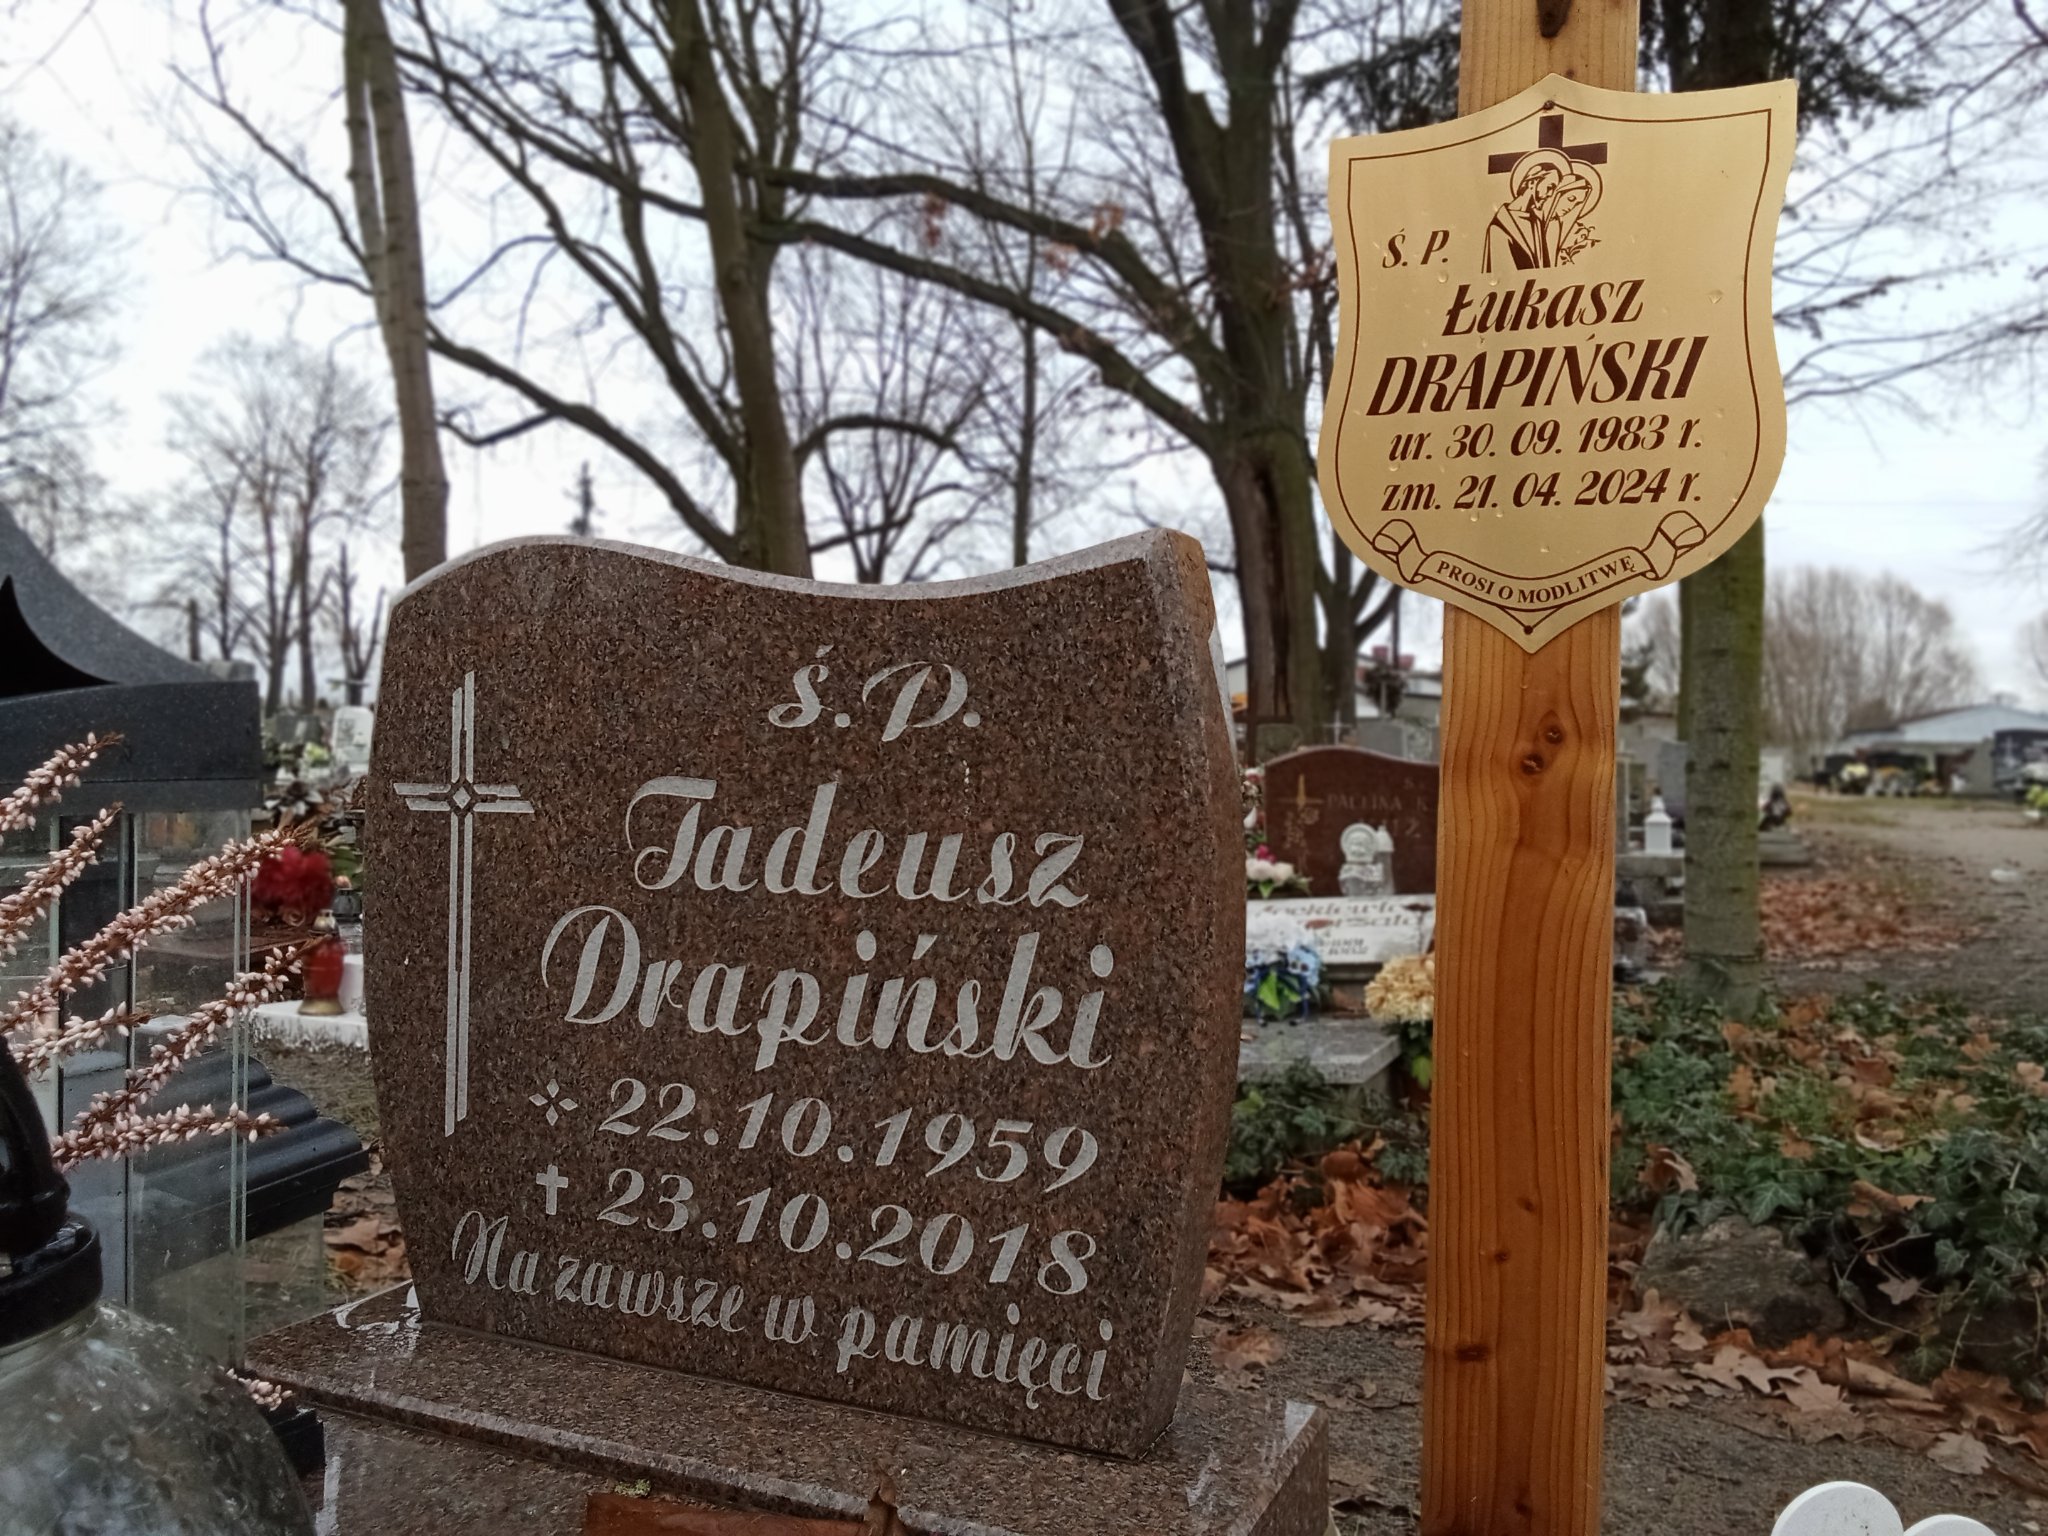 Ś. P.
Tadeusz
Drapiński
22.10.1959
23.10.2018
Na zawsze w pamięci
Ś. P.
Łukasz
DRAPIŃSKI
ur. 30. 09. 1983 r.
zm. 21. 04. 2024 r.
PROSI O MODLITWĘ
PAULINA K